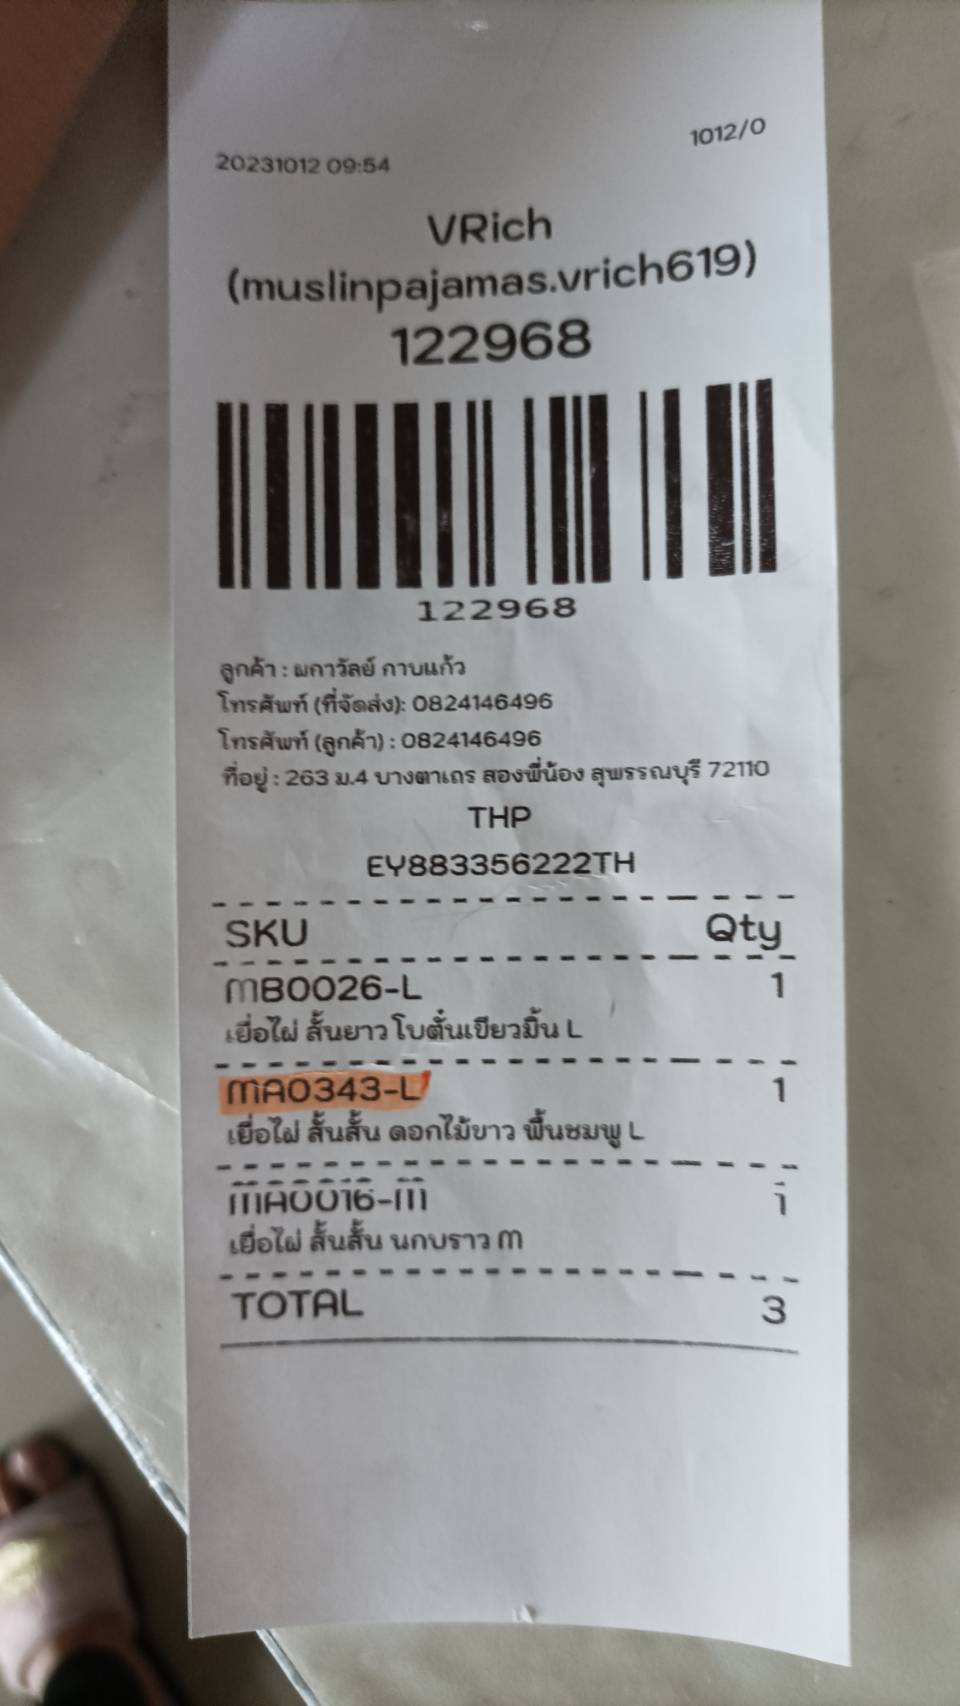 20231012 09:54
1012/0
VRich
(muslinpajamas.vrich619)
122968
122968
ลูกค้า : ผกาวัลย์ กาบแก้ว
โทรศัพท์ (ที่จัดส่ง): 0824146496
โทรศัพท์ (ลูกค้า) : 0824146496
ที่อยู่ : 263 ม.4 บางตาเถร สองพี่น้อง สุพรรณบุรี 72110
THP
EY883356222TH
SKU Qty
MB0026-L 1
เยื่อไผ่ สั้นยาว โบตั๋นเขียวมิ้น L
MA0343-L 1
เยื่อไผ่ สั้นสั้น ดอกไม้ขาว พื้นชมพู L
MA0016-M 1
เยื่อไผ่ สั้นสั้น นกบราว M
TOTAL 3